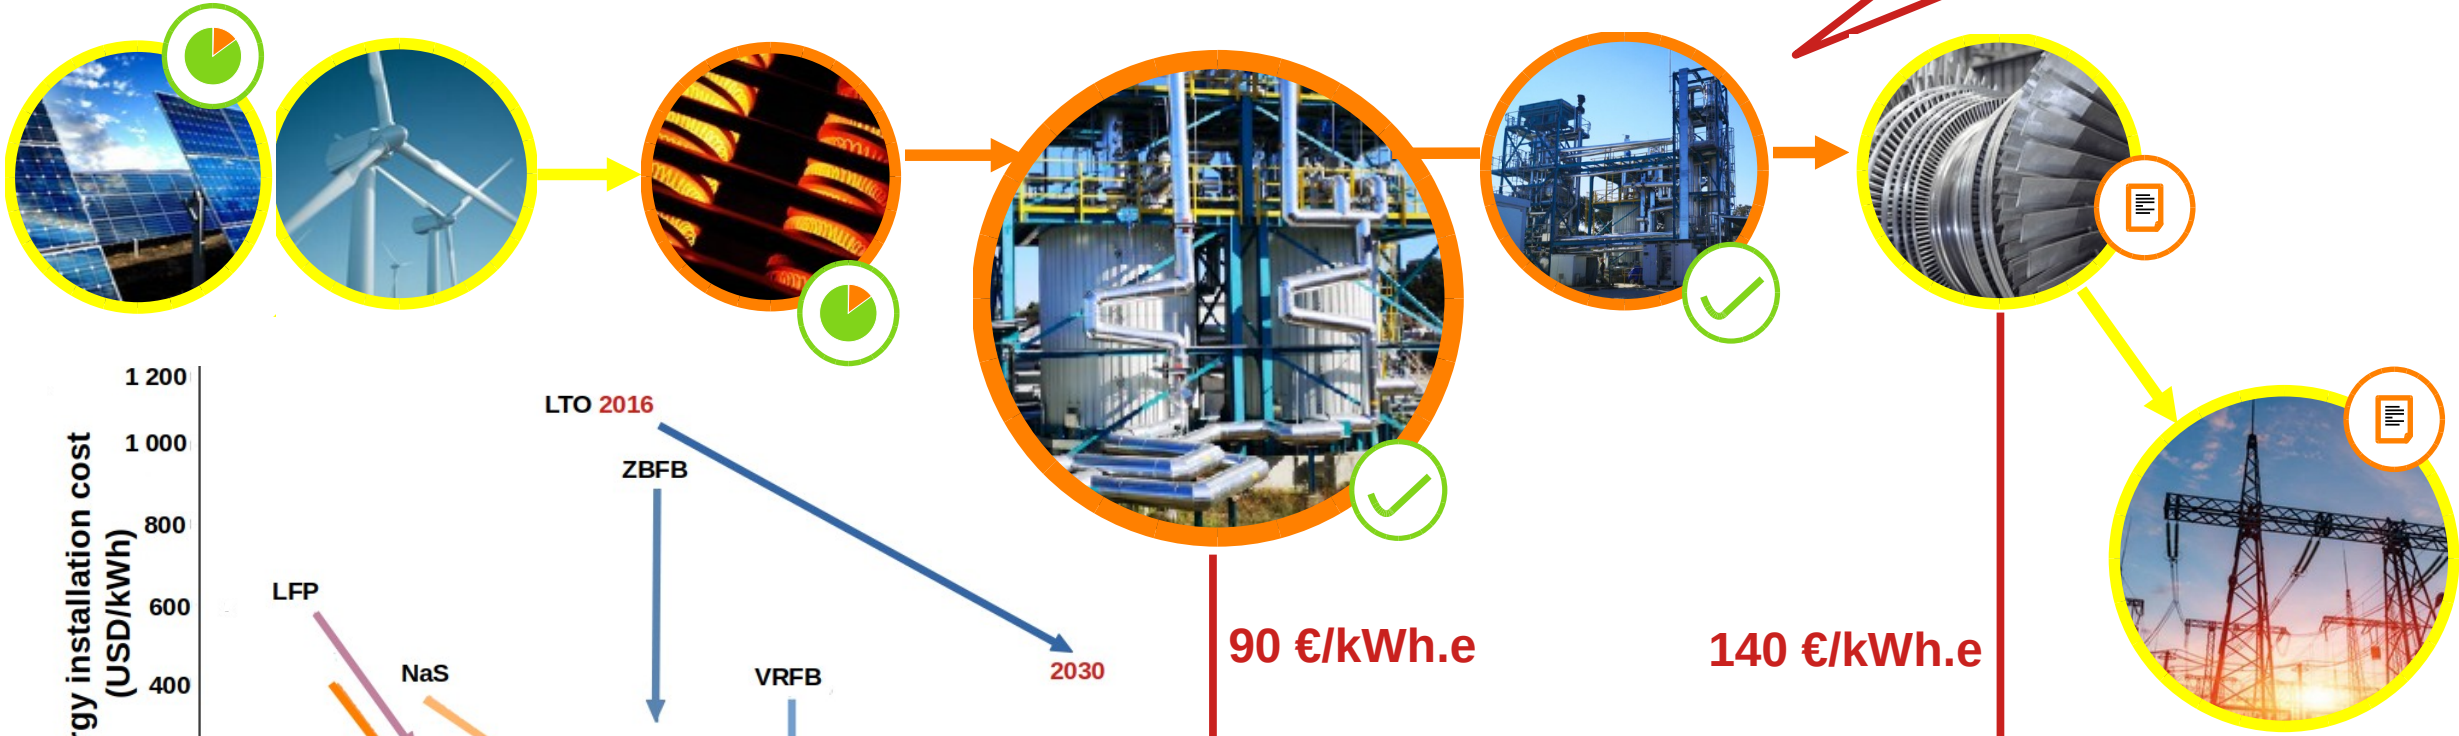 1 200
1 000
800
600
400
rgy installation cost
(USD/kWh)
LTO 2016
ZBFB
LFP
NaS
VRFB
2030
90 €/kWh.e
140 €/kWh.e